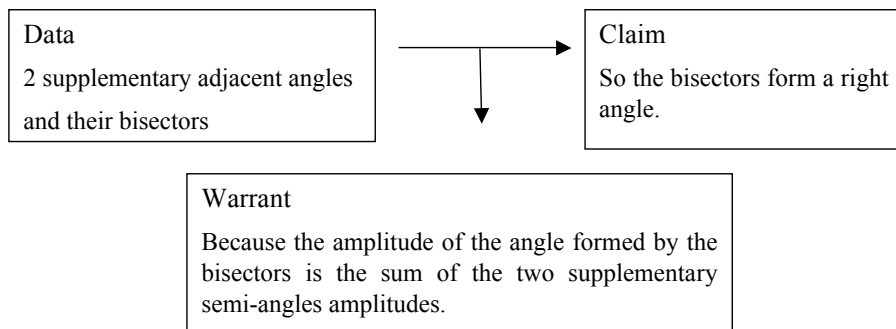 Data
2 supplementary adjacent angles
and their bisectors
Claim
So the bisectors form a right
angle.
Warrant
Because the amplitude of the angle formed by the
bisectors is the sum of the two supplementary
semi-angles amplitudes.